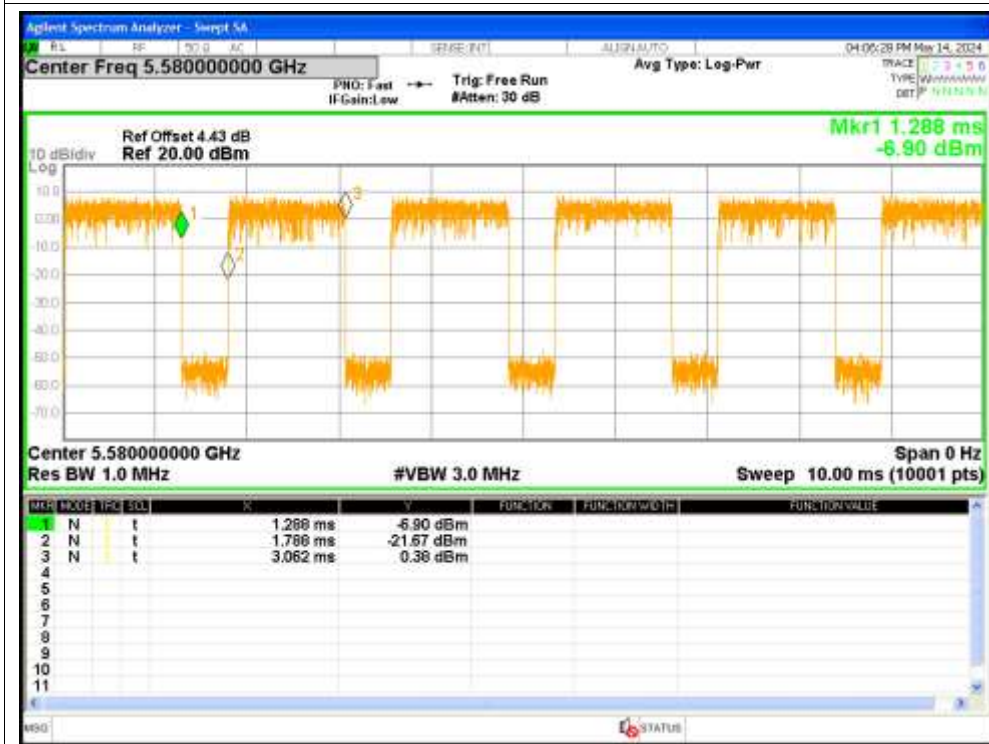 Agilent Spectrum Analyzer - Swept SA
RL RF 50 Ω AC SENSE:INT ALIGN AUTO 04:06:28 PM May 14, 2024
Center Freq 5.580000000 GHz
PNO: Fast
IFGain:Low
Trig: Free Run
#Atten: 30 dB
Avg Type: Log-Pwr
TRACE 1 2 3 4 5 6
TYPE
DET P N N N N N
Mkr1 1.288 ms
-6.90 dBm
Ref Offset 4.43 dB
10 dB/div Ref 20.00 dBm
Log
10.0
0.00
-10.0
-20.0
-30.0
-40.0
-50.0
-60.0
-70.0
1
2
3
Center 5.580000000 GHz Span 0 Hz
Res BW 1.0 MHz #VBW 3.0 MHz Sweep 10.00 ms (10001 pts)
MKR MODE TRC SCL X Y FUNCTION FUNCTION WIDTH FUNCTION VALUE
1 N t 1.288 ms -6.90 dBm
2 N t 1.788 ms -21.67 dBm
3 N t 3.062 ms 0.38 dBm
4
5
6
7
8
9
10
11
MSG STATUS